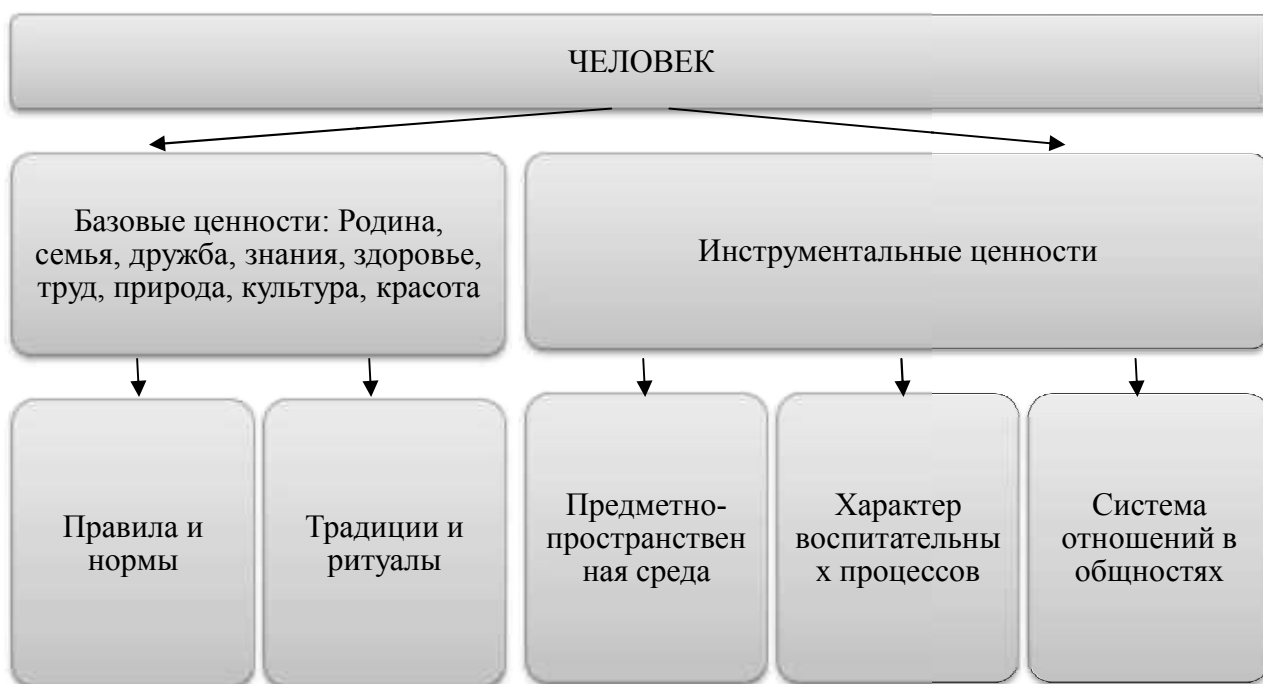 ЧЕЛОВЕК
Базовые ценности: Родина,
семья, дружба, знания, здоровье,
труд, природа, культура, красота
Инструментальные ценности
Правила и
нормы
Традиции и
ритуалы
Предметно-
пространствен
ная среда
Характер
воспитательны
х процессов
Система
отношений в
общностях